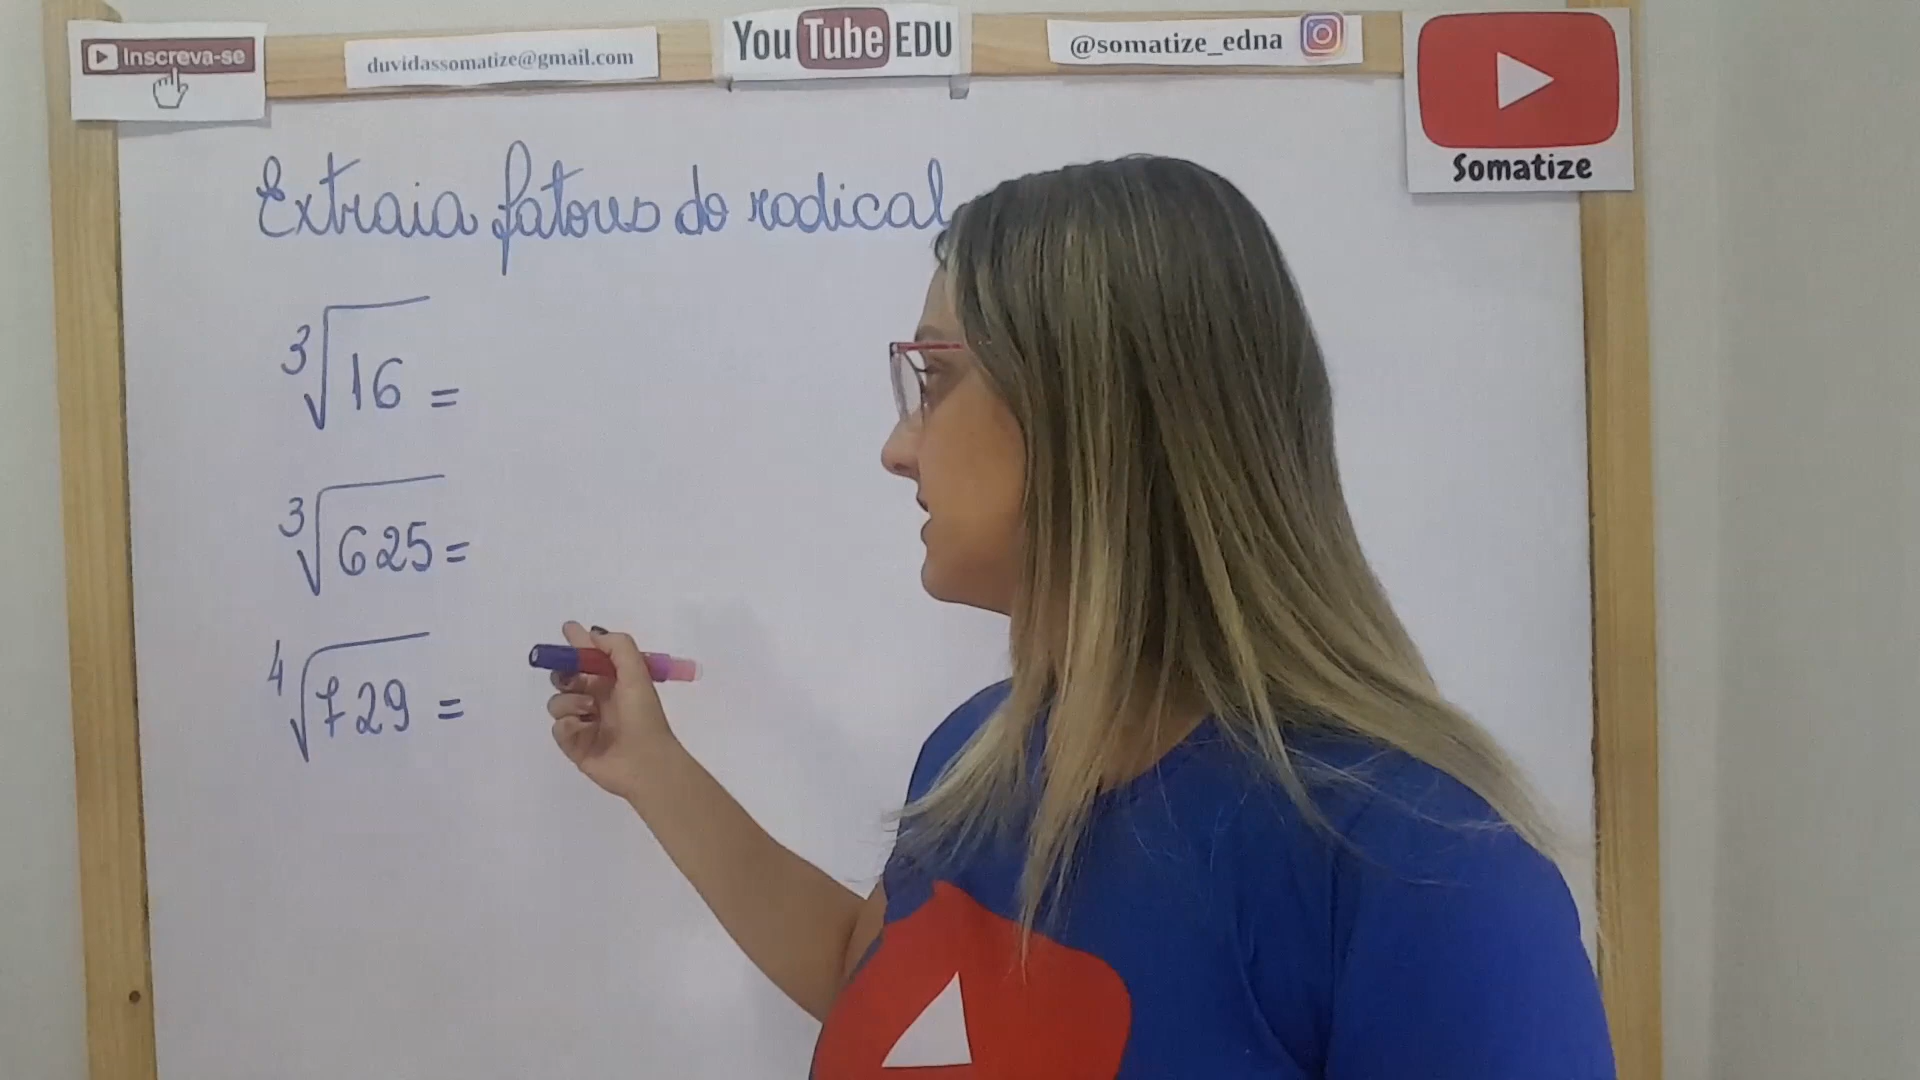 Inscreva-se
duvidassomatize@gmail.com
YouTube EDU
@somatize_edna
Somatize
Extraia fatores do radical
∛16 =
∛625 =
∜729 =